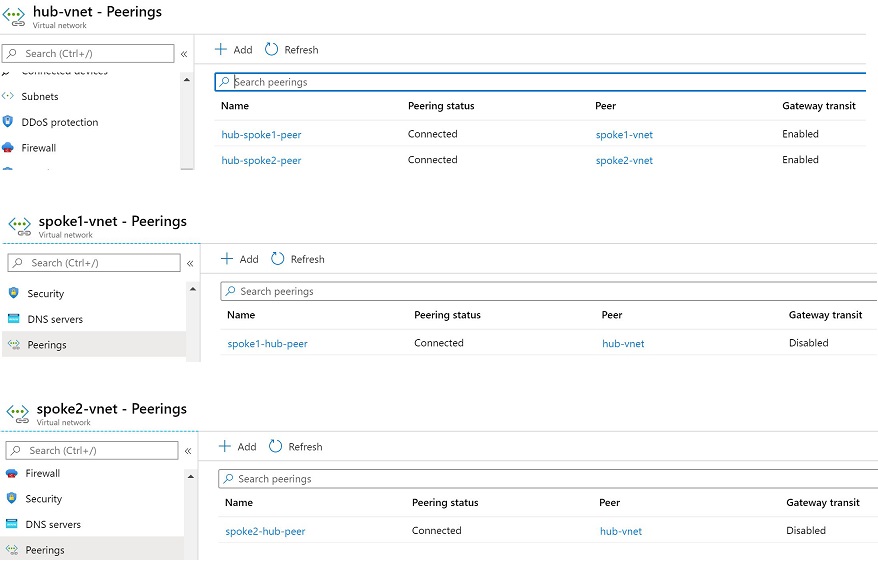 hub-vnet - Peerings
Virtual network
Search (Ctrl+/) « Add Refresh
Connected devices Search peerings
Subnets Name Peering status Peer Gateway transit
DDoS protection hub-spoke1-peer Connected spoke1-vnet Enabled
Firewall hub-spoke2-peer Connected spoke2-vnet Enabled
spoke1-vnet - Peerings
Virtual network
Search (Ctrl+/) « Add Refresh
Security Search peerings
DNS servers Name Peering status Peer Gateway transit
Peerings spoke1-hub-peer Connected hub-vnet Disabled
spoke2-vnet - Peerings
Virtual network
Search (Ctrl+/) « Add Refresh
Firewall Search peerings
Security Name Peering status Peer Gateway transit
DNS servers spoke2-hub-peer Connected hub-vnet Disabled
Peerings